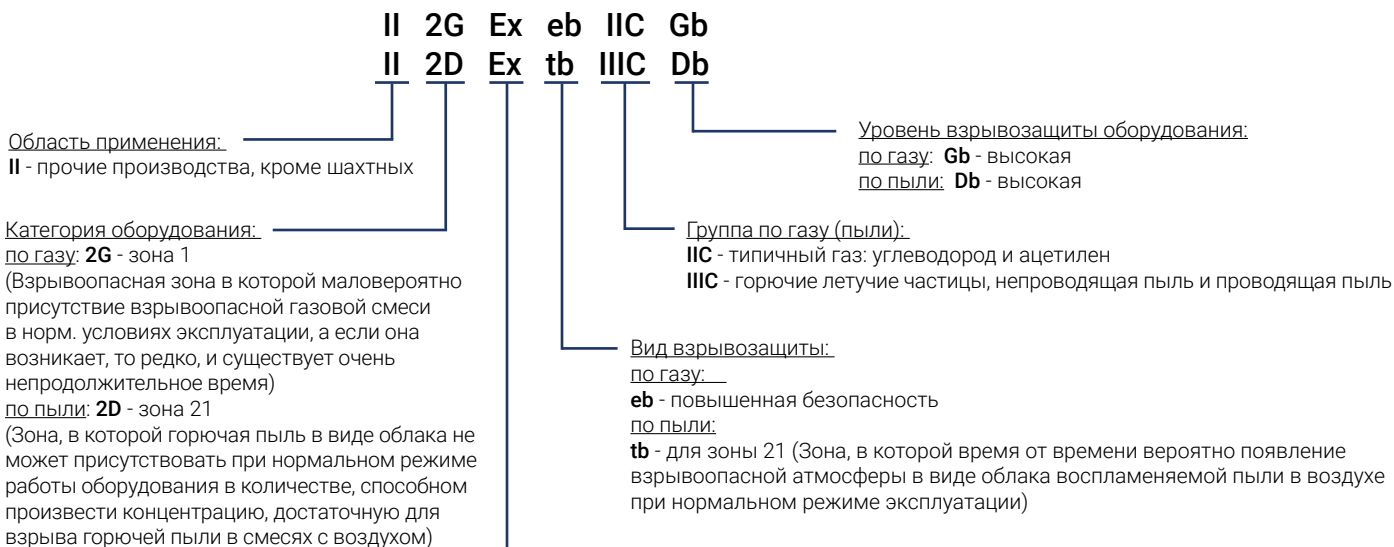 II 2G Ex eb IIC Gb
II 2D Ex tb IIIC Db
Область применения:
II - прочие производства, кроме шахтных
Категория оборудования:
по газу: 2G - зона 1
(Взрывоопасная зона в которой маловероятно
присутствие взрывоопасной газовой смеси
в норм. условиях эксплуатации, а если она
возникает, то редко, и существует очень
непродолжительное время)
по пыли: 2D - зона 21
(Зона, в которой горючая пыль в виде облака не
может присутствовать при нормальном режиме
работы оборудования в количестве, способном
произвести концентрацию, достаточную для
взрыва горючей пыли в смесях с воздухом)
Уровень взрывозащиты оборудования:
по газу: Gb - высокая
по пыли: Db - высокая
Группа по газу (пыли):
IIC - типичный газ: углеводород и ацетилен
IIIC - горючие летучие частицы, непроводящая пыль и проводящая пыль
Вид взрывозащиты:
по газу:
eb - повышенная безопасность
по пыли:
tb - для зоны 21 (Зона, в которой время от времени вероятно появление
взрывоопасной атмосферы в виде облака воспламеняемой пыли в воздухе
при нормальном режиме эксплуатации)